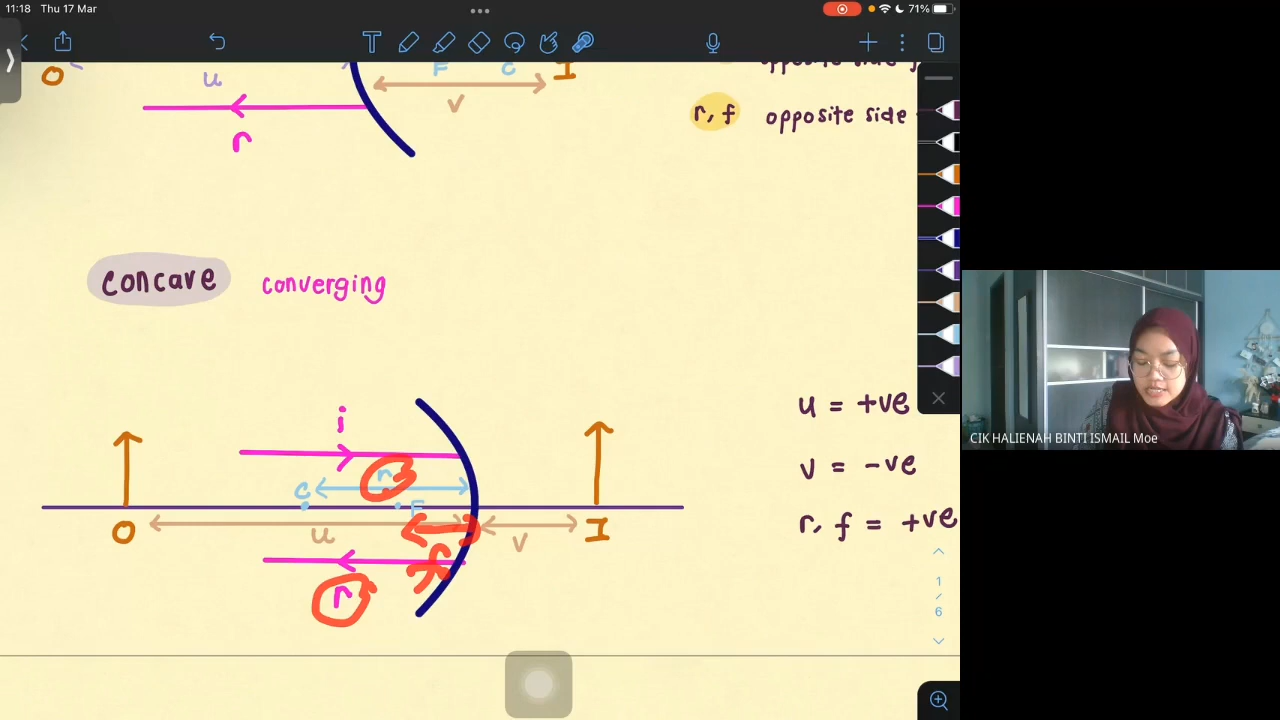 11:18 Thu 17 Mar
71%
O u F C I
v
r
r, f opposite side
concave converging
i
r
C F
O u v I
f
r
u = +ve
v = -ve
r, f = +ve
1
/
6
CIK HALIENAH BINTI ISMAIL Moe